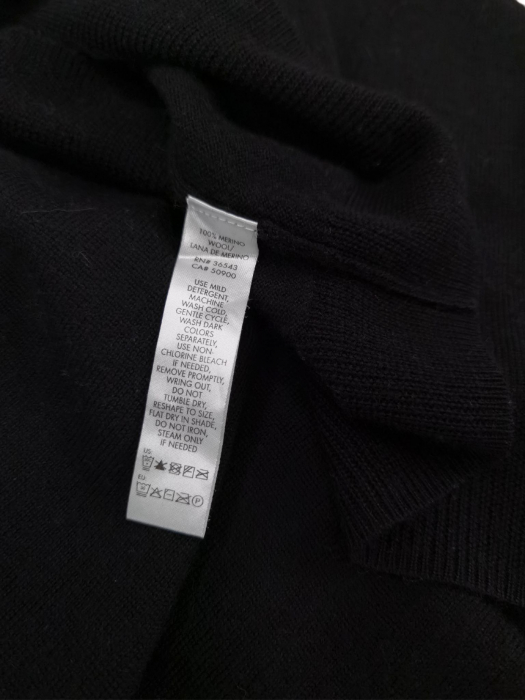 100% MERINO
WOOL/
LANA DE MERINO
RN# 36543
CA# 50900
USE MILD
DETERGENT,
MACHINE
WASH COLD,
GENTLE CYCLE,
WASH DARK
COLORS
SEPARATELY,
USE NON-
CHLORINE BLEACH
IF NEEDED,
REMOVE PROMPTLY,
WRING OUT,
DO NOT
TUMBLE DRY,
RESHAPE TO SIZE,
FLAT DRY IN SHADE,
DO NOT IRON,
STEAM ONLY
IF NEEDED
US:
EU:
P